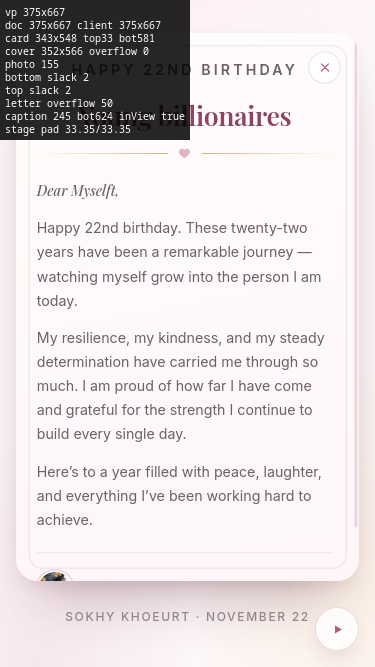 vp 375x667
doc 375x667 client 375x667
card 343x548 top33 bot581
cover 352x566 overflow 0
photo 155
bottom slack 2
top slack 2
letter overflow 50
caption 245 bot624 inView true
stage pad 33.35/33.35
HAPPY 22ND BIRTHDAY
billionaires
Dear Myselft,
Happy 22nd birthday. These twenty-two
years have been a remarkable journey —
watching myself grow into the person I am
today.
My resilience, my kindness, and my steady
determination have carried me through so
much. I am proud of how far I have come
and grateful for the strength I continue to
build every single day.
Here’s to a year filled with peace, laughter,
and everything I’ve been working hard to
achieve.
SOKHY KHOEURT · NOVEMBER 22